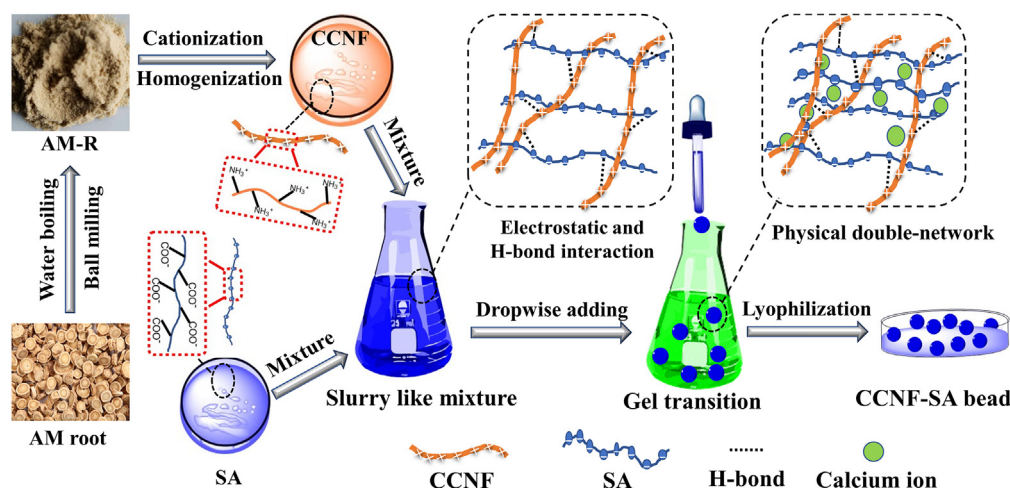 Cationization
Homogenization
CCNF
AM-R
Water boiling
Ball milling
AM root
NH₃⁺
NH₃⁺
NH₃⁺
NH₃⁺
NH₃⁺
COO⁻
COO⁻
COO⁻
COO⁻
SA
Mixture
Mixture
Slurry like mixture
Electrostatic and
H-bond interaction
Dropwise adding
Gel transition
Physical double-network
Lyophilization
CCNF-SA bead
CCNF
SA
H-bond
Calcium ion